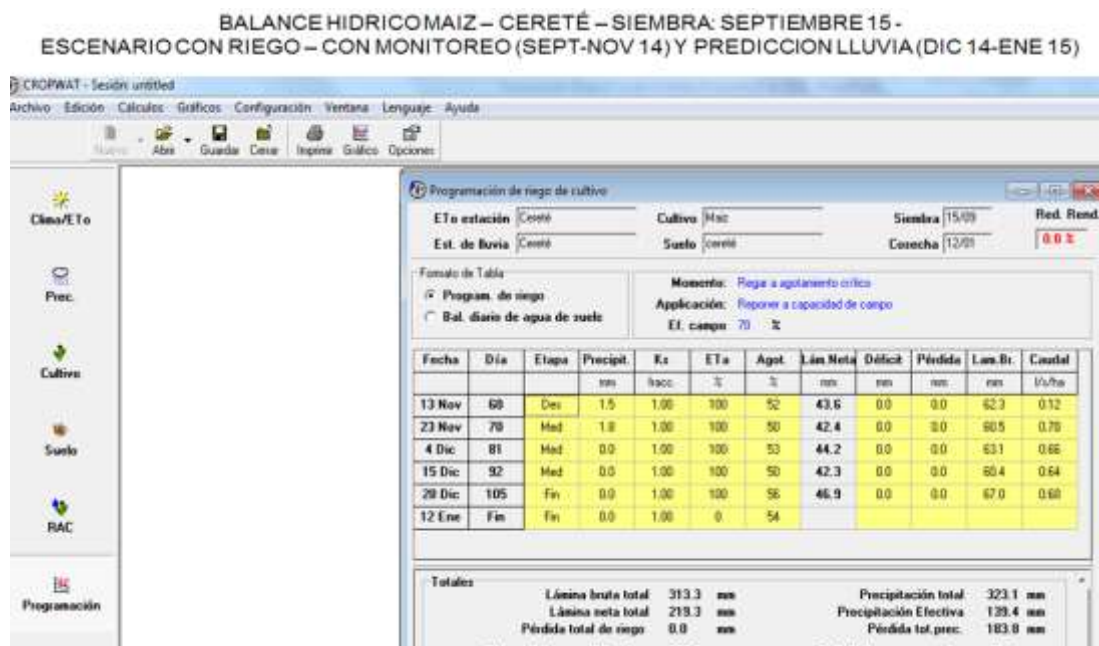 BALANCE HIDRICO MAIZ – CERETÉ – SIEMBRA: SEPTIEMBRE 15 -
ESCENARIO CON RIEGO – CON MONITOREO (SEPT-NOV 14) Y PREDICCION LLUVIA (DIC 14-ENE 15)
CROPWAT - Sesión: untitled
Archivo Edición Cálculos Gráficos Configuración Ventana Lenguaje Ayuda
Nuevo Abrir Guardar Cerrar Imprimir Gráfico Opciones
Clima/ETo
Prec.
Cultivo
Suelo
RAC
Programación
Programación de riego de cultivo
ETo estación Cereté Cultivo Maiz Siembra 15/09 Red. Rend.
Est. de lluvia Cereté Suelo cereté Cosecha 12/01 0.0 %
Formato de Tabla
Program. de riego
Bal. diario de agua de suelo
Momento: Regar a agotamiento crítico
Applicación: Reponer a capacidad de campo
Ef. campo 70 %
Fecha Día Etapa Precipit. Ks ETa Agot. Lám.Neta Déficit Pérdida Lam.Br. Caudal
mm fracc. % % mm mm mm mm l/s/ha
13 Nov 60 Des 1.5 1.00 100 52 43.6 0.0 0.0 62.3 0.12
23 Nov 70 Med 1.8 1.00 100 50 42.4 0.0 0.0 60.5 0.70
4 Dic 81 Med 0.0 1.00 100 53 44.2 0.0 0.0 63.1 0.66
15 Dic 92 Med 0.0 1.00 100 50 42.3 0.0 0.0 60.4 0.64
28 Dic 105 Fin 0.0 1.00 100 56 46.9 0.0 0.0 67.0 0.60
12 Ene Fin Fin 0.0 1.00 0 54
Totales
Lámina bruta total 313.3 mm Precipitación total 323.1 mm
Lámina neta total 219.3 mm Precipitación Efectiva 139.4 mm
Pérdida total de riego 0.0 mm Pérdida tot.prec. 183.8 mm